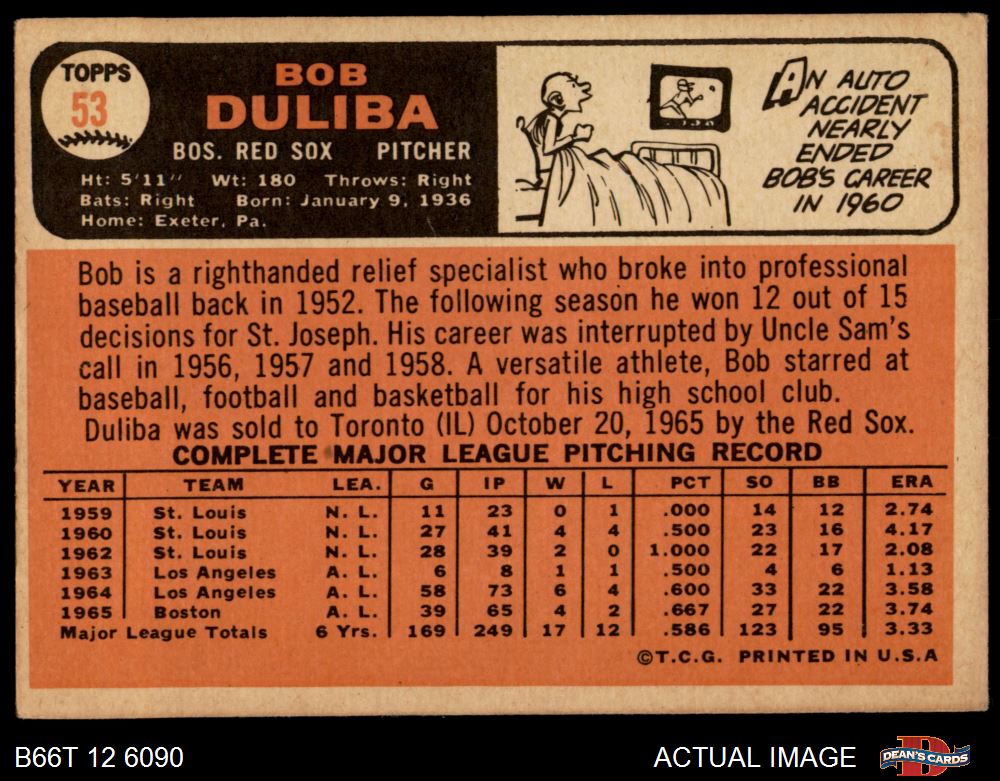 TOPPS
53
BOB
DULIBA
BOS. RED SOX PITCHER
Ht: 5'11" Wt: 180 Throws: Right
Bats: Right Born: January 9, 1936
Home: Exeter, Pa.
AN AUTO
ACCIDENT
NEARLY
ENDED
BOB'S CAREER
IN 1960
Bob is a righthanded relief specialist who broke into professional
baseball back in 1952. The following season he won 12 out of 15
decisions for St. Joseph. His career was interrupted by Uncle Sam's
call in 1956, 1957 and 1958. A versatile athlete, Bob starred at
baseball, football and basketball for his high school club.
Duliba was sold to Toronto (IL) October 20, 1965 by the Red Sox.
COMPLETE MAJOR LEAGUE PITCHING RECORD
YEAR TEAM LEA. G IP W L PCT SO BB ERA
1959 St. Louis N. L. 11 23 0 1 .000 14 12 2.74
1960 St. Louis N. L. 27 41 4 4 .500 23 16 4.17
1962 St. Louis N. L. 28 39 2 0 1.000 22 17 2.08
1963 Los Angeles A. L. 6 8 1 1 .500 4 6 1.13
1964 Los Angeles A. L. 58 73 6 4 .600 33 22 3.58
1965 Boston A. L. 39 65 4 2 .667 27 22 3.74
Major League Totals 6 Yrs. 169 249 17 12 .586 123 95 3.33
©T.C.G. PRINTED IN U.S.A
B66T 12 6090 ACTUAL IMAGE DEAN'S CARDS